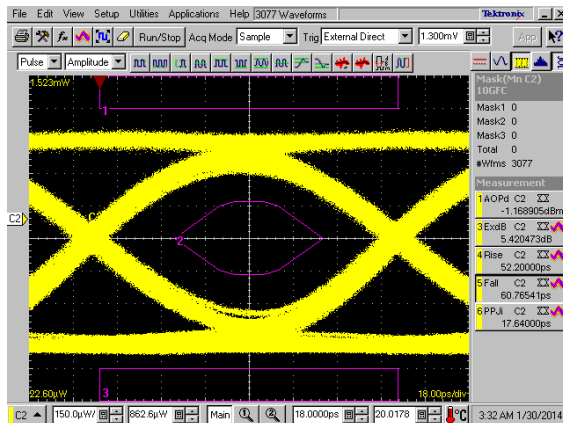 File Edit View Setup Utilities Applications Help 3077 Waveforms Tektronix
Run/Stop Acq Mode Sample Trig External Direct 1.300mV App
Pulse Amplitude
1.523mW
1
C2
2
3
22.60µW 18.00ps/div
Mask(Mn C2)
10GFC
Mask1 0
Mask2 0
Mask3 0
Total 0
#Wfms 3077
Measurement
1 AOPd C2
-1.168905dBm
3 ExdB C2
5.420473dB
4 Rise C2
52.20000ps
5 Fall C2
60.76541ps
6 PPJi C2
17.64000ps
C2 150.0µW/ 862.6µW Main 1 2 18.0000ps 20.0178 °C 3:32 AM 1/30/2014